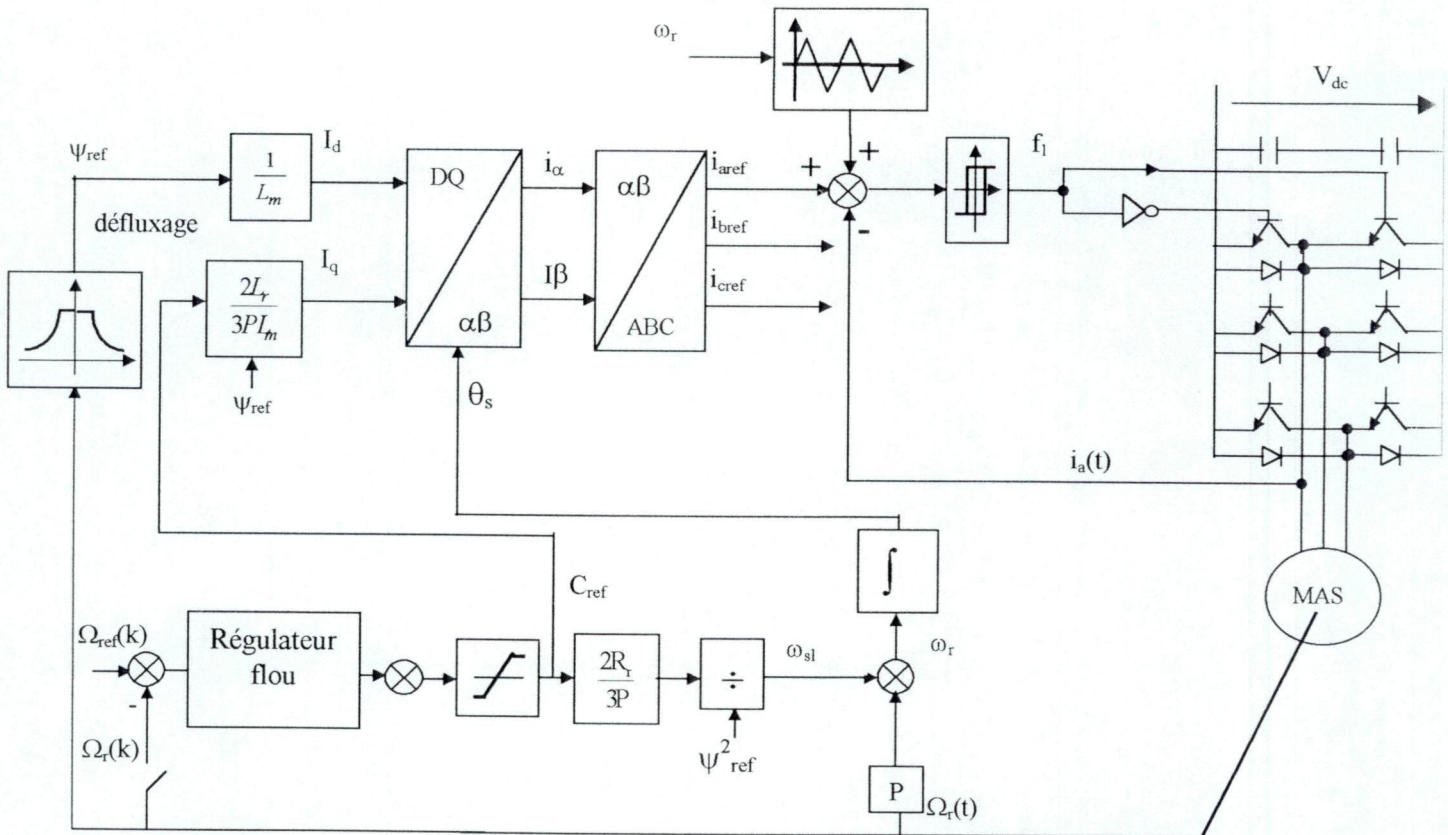 ωr
Vdc
ψref
1
Lm
Id
DQ
αβ
iα
Iβ
αβ
ABC
iaref
ibref
icref
+
+
-
f1
défluxage
2Lr
3PLm
Iq
ψref
θs
ia(t)
MAS
∫
Cref
Ωref(k)
-
Régulateur
flou
2Rr
3P
÷
ωsl
ωr
ψ²ref
Ωr(k)
P
Ωr(t)